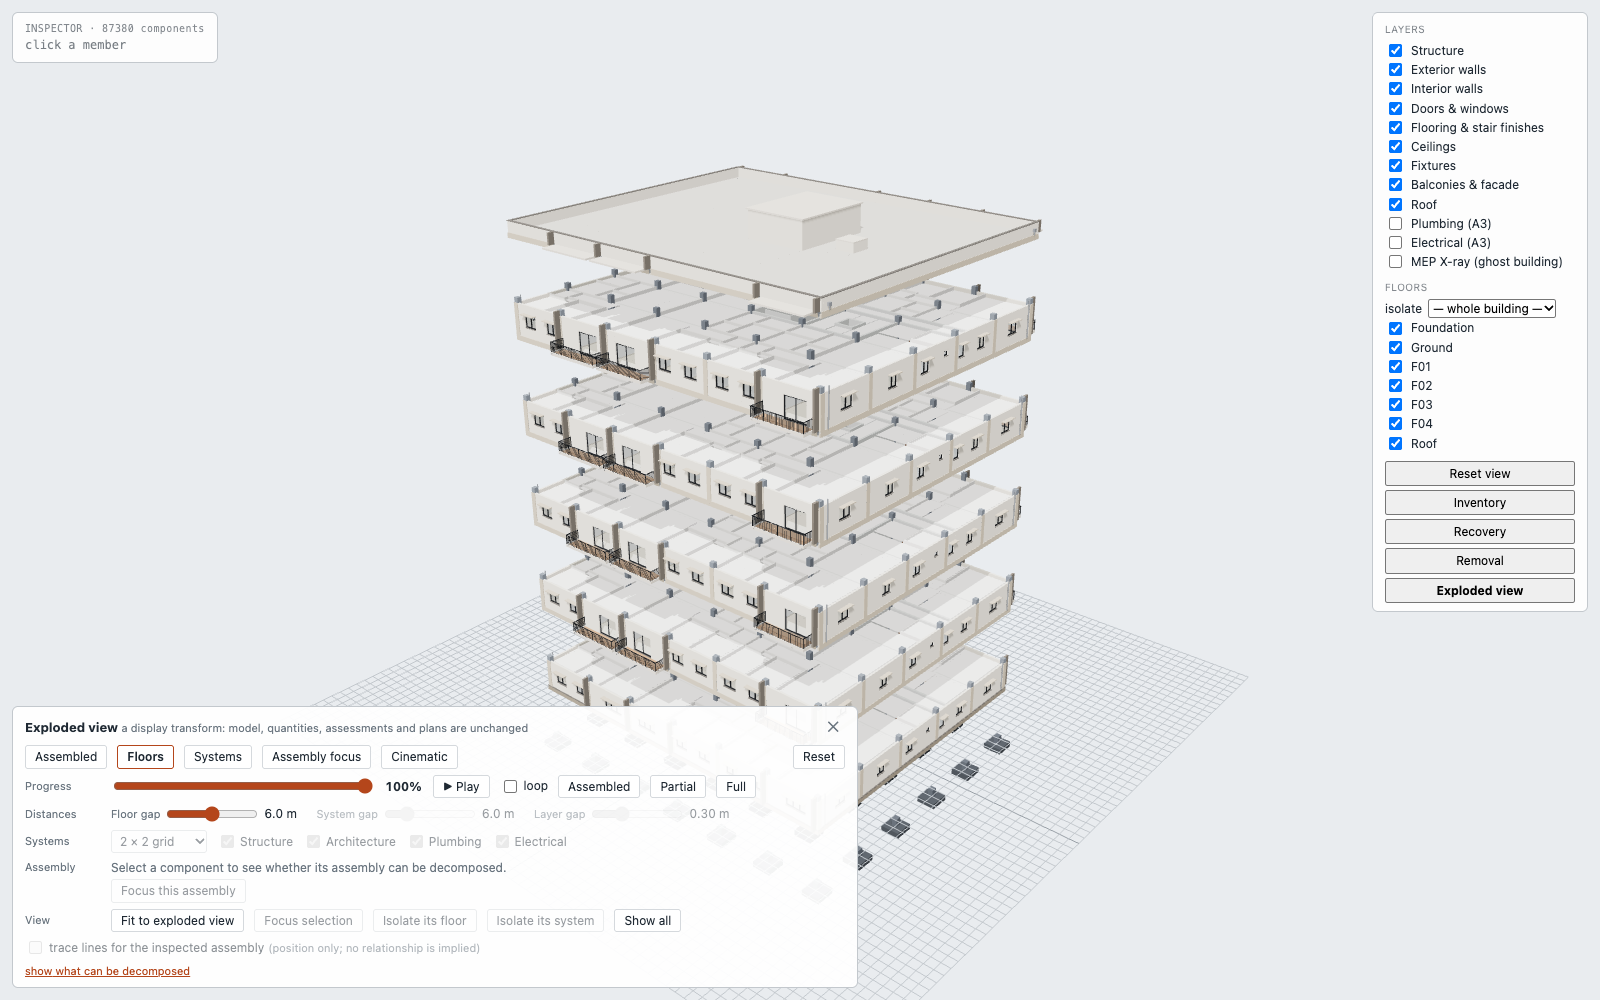 INSPECTOR · 87380 components
click a member
LAYERS
Structure
Exterior walls
Interior walls
Doors & windows
Flooring & stair finishes
Ceilings
Fixtures
Balconies & facade
Roof
Plumbing (A3)
Electrical (A3)
MEP X-ray (ghost building)
FLOORS
isolate — whole building —
Foundation
Ground
F01
F02
F03
F04
Roof
Reset view
Inventory
Recovery
Removal
Exploded view
Exploded view a display transform: model, quantities, assessments and plans are unchanged
Assembled Floors Systems Assembly focus Cinematic Reset
Progress 100% Play loop Assembled Partial Full
Distances Floor gap 6.0 m System gap 6.0 m Layer gap 0.30 m
Systems 2 × 2 grid Structure Architecture Plumbing Electrical
Assembly Select a component to see whether its assembly can be decomposed.
Focus this assembly
View Fit to exploded view Focus selection Isolate its floor Isolate its system Show all
trace lines for the inspected assembly (position only; no relationship is implied)
show what can be decomposed